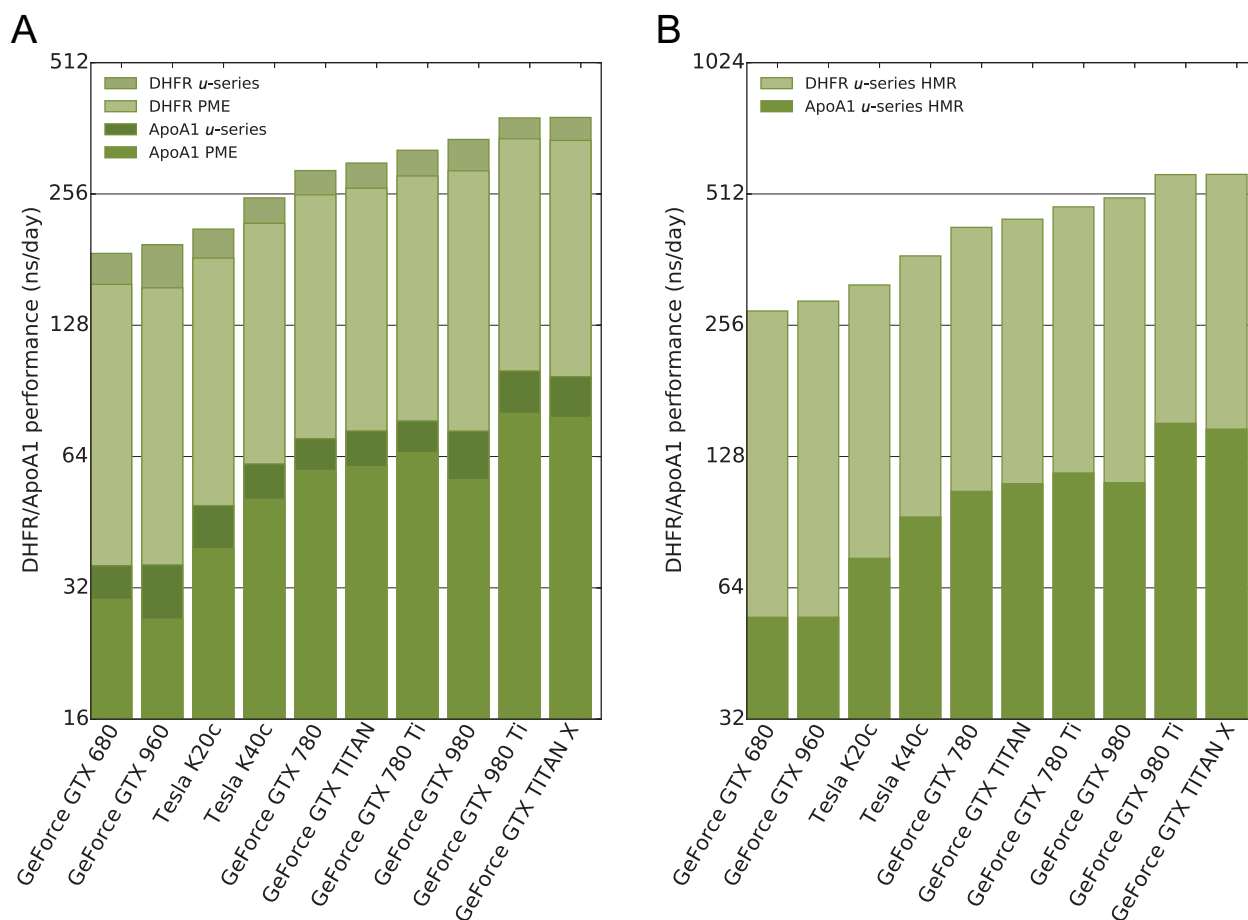 A
DHFR/ApoA1 performance (ns/day)
512
256
128
64
32
16
DHFR u-series
DHFR PME
ApoA1 u-series
ApoA1 PME
GeForce GTX 680
GeForce GTX 960
Tesla K20c
Tesla K40c
GeForce GTX 780
GeForce GTX TITAN
GeForce GTX 780 Ti
GeForce GTX 980
GeForce GTX 980 Ti
GeForce GTX TITAN X
B
DHFR/ApoA1 performance (ns/day)
1024
512
256
128
64
32
DHFR u-series HMR
ApoA1 u-series HMR
GeForce GTX 680
GeForce GTX 960
Tesla K20c
Tesla K40c
GeForce GTX 780
GeForce GTX TITAN
GeForce GTX 780 Ti
GeForce GTX 980
GeForce GTX 980 Ti
GeForce GTX TITAN X